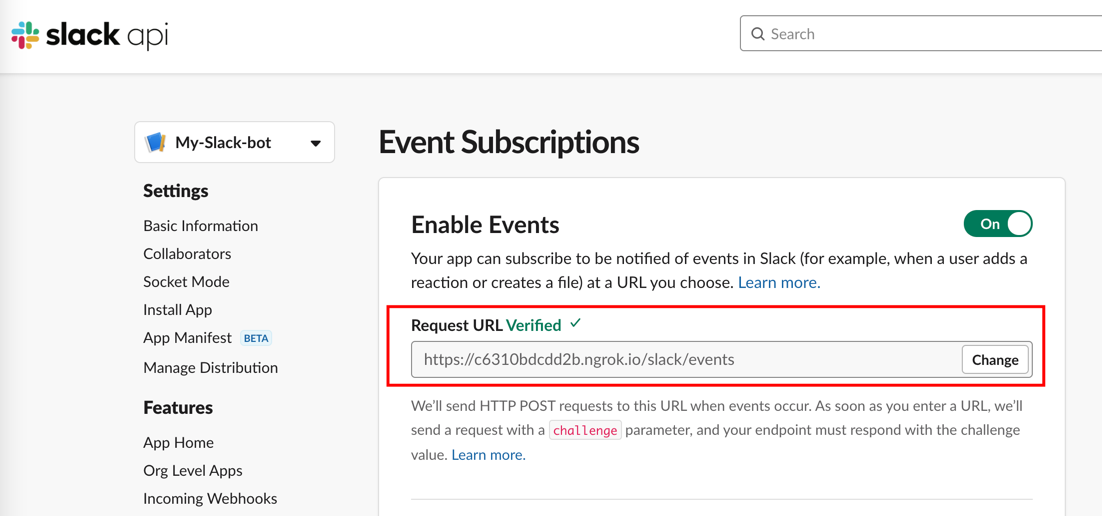 slack api
Search
My-Slack-bot
Settings
Basic Information
Collaborators
Socket Mode
Install App
App Manifest BETA
Manage Distribution
Features
App Home
Org Level Apps
Incoming Webhooks
Event Subscriptions
Enable Events
On
Your app can subscribe to be notified of events in Slack (for example, when a user adds a
reaction or creates a file) at a URL you choose. Learn more.
Request URL Verified ✓
https://c6310bdcdd2b.ngrok.io/slack/events
Change
We’ll send HTTP POST requests to this URL when events occur. As soon as you enter a URL, we’ll
send a request with a challenge parameter, and your endpoint must respond with the challenge
value. Learn more.